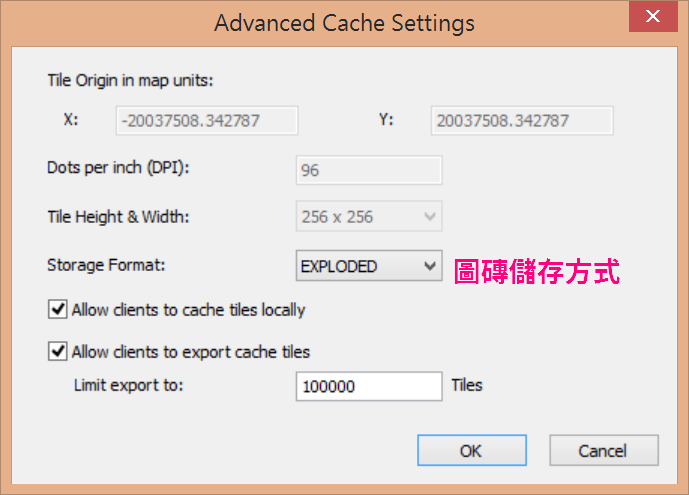 Advanced Cache Settings
Tile Origin in map units:
X: -20037508.342787 Y: 20037508.342787
Dots per inch (DPI): 96
Tile Height & Width: 256 x 256
Storage Format: EXPLODED 圖磚儲存方式
Allow clients to cache tiles locally
Allow clients to export cache tiles
Limit export to: 100000 Tiles
OK Cancel